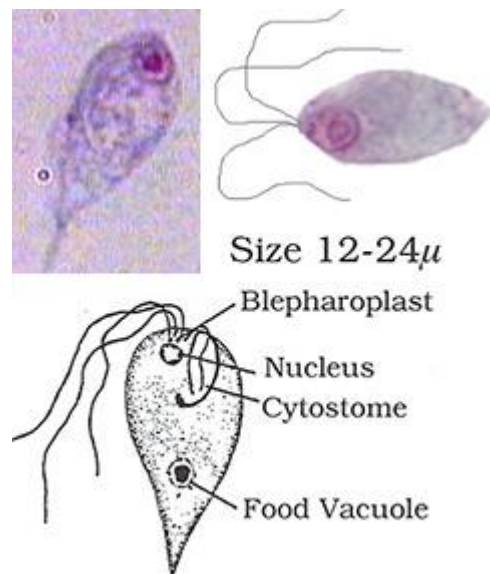 Size 12-24μ
Blepharoplast
Nucleus
Cytostome
Food Vacuole